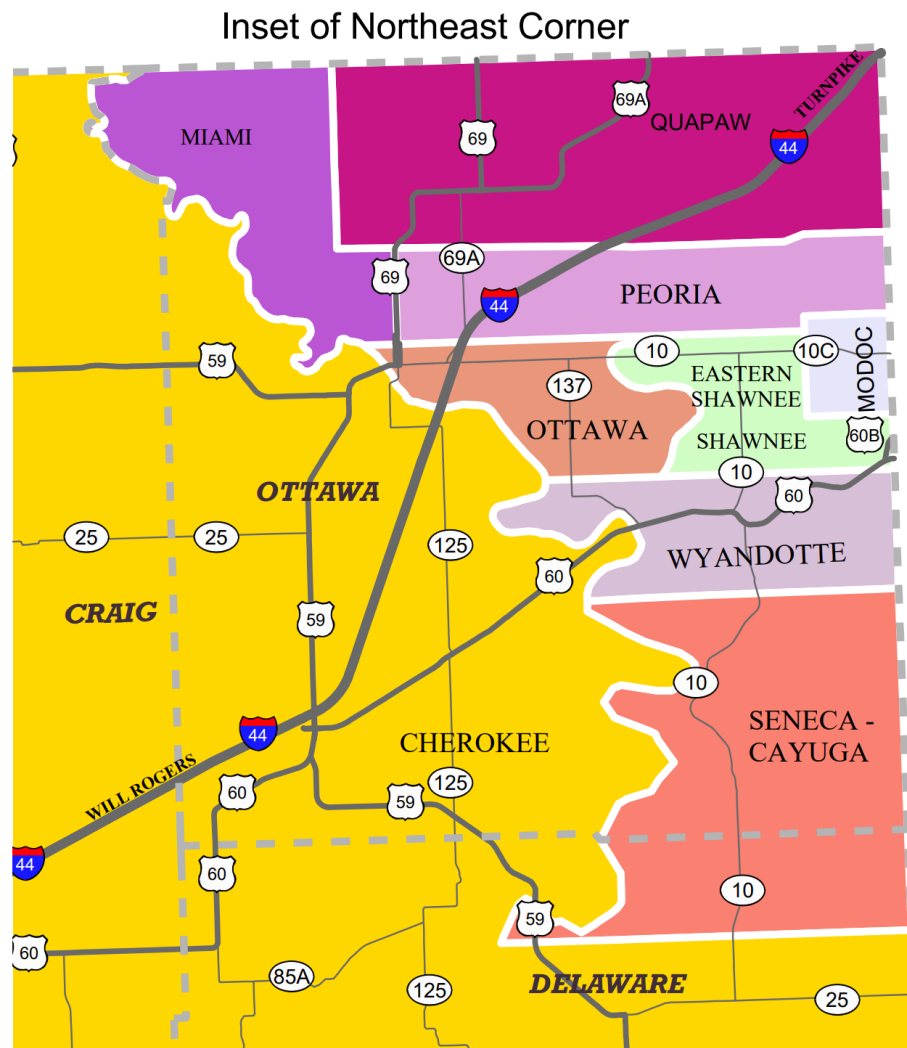 Inset of Northeast Corner
TURNPIKE
69A
MIAMI
QUAPAW
69
44
69A
69
PEORIA
44
59
10
10C
MODOC
EASTERN
SHAWNEE
137
OTTAWA
SHAWNEE
60B
10
OTTAWA
60
25
25
125
WYANDOTTE
60
CRAIG
59
10
SENECA -
CAYUGA
44
CHEROKEE
WILL ROGERS
125
60
59
44
60
10
59
60
85A
DELAWARE
125
25